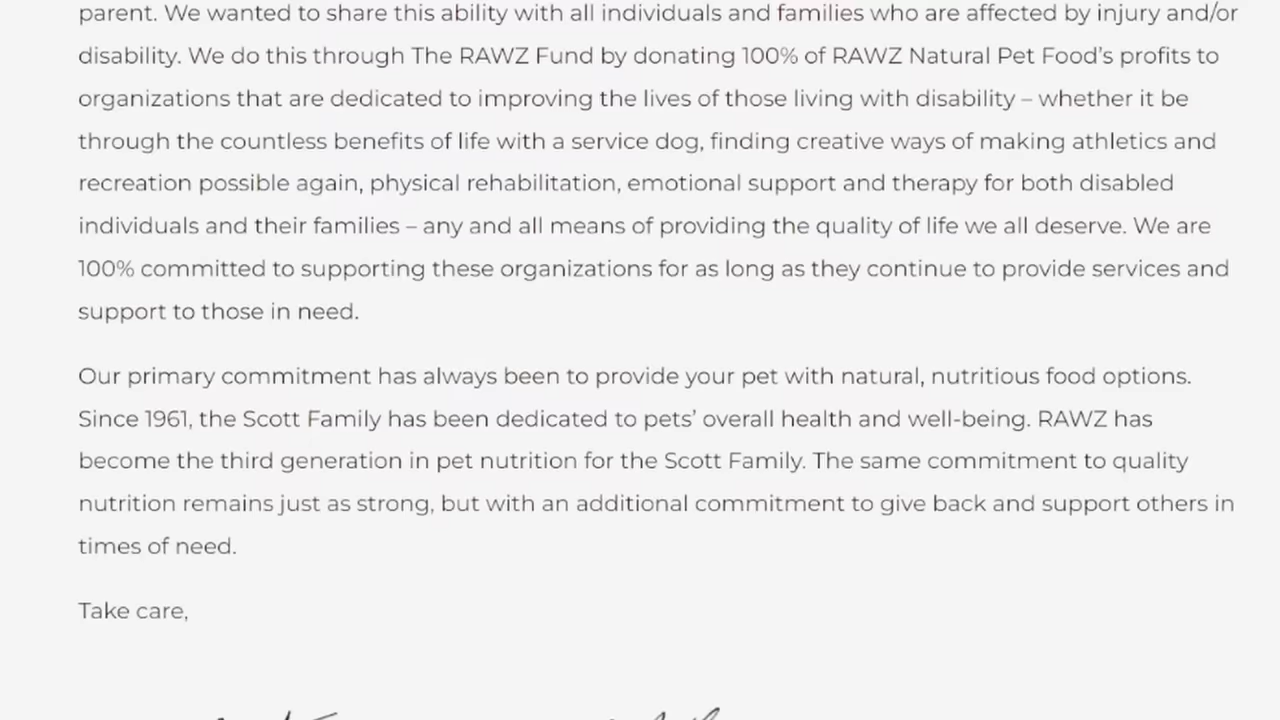 parent. We wanted to share this ability with all individuals and families who are affected by injury and/or
disability. We do this through The RAWZ Fund by donating 100% of RAWZ Natural Pet Food’s profits to
organizations that are dedicated to improving the lives of those living with disability – whether it be
through the countless benefits of life with a service dog, finding creative ways of making athletics and
recreation possible again, physical rehabilitation, emotional support and therapy for both disabled
individuals and their families – any and all means of providing the quality of life we all deserve. We are
100% committed to supporting these organizations for as long as they continue to provide services and
support to those in need.
Our primary commitment has always been to provide your pet with natural, nutritious food options.
Since 1961, the Scott Family has been dedicated to pets’ overall health and well-being. RAWZ has
become the third generation in pet nutrition for the Scott Family. The same commitment to quality
nutrition remains just as strong, but with an additional commitment to give back and support others in
times of need.
Take care,